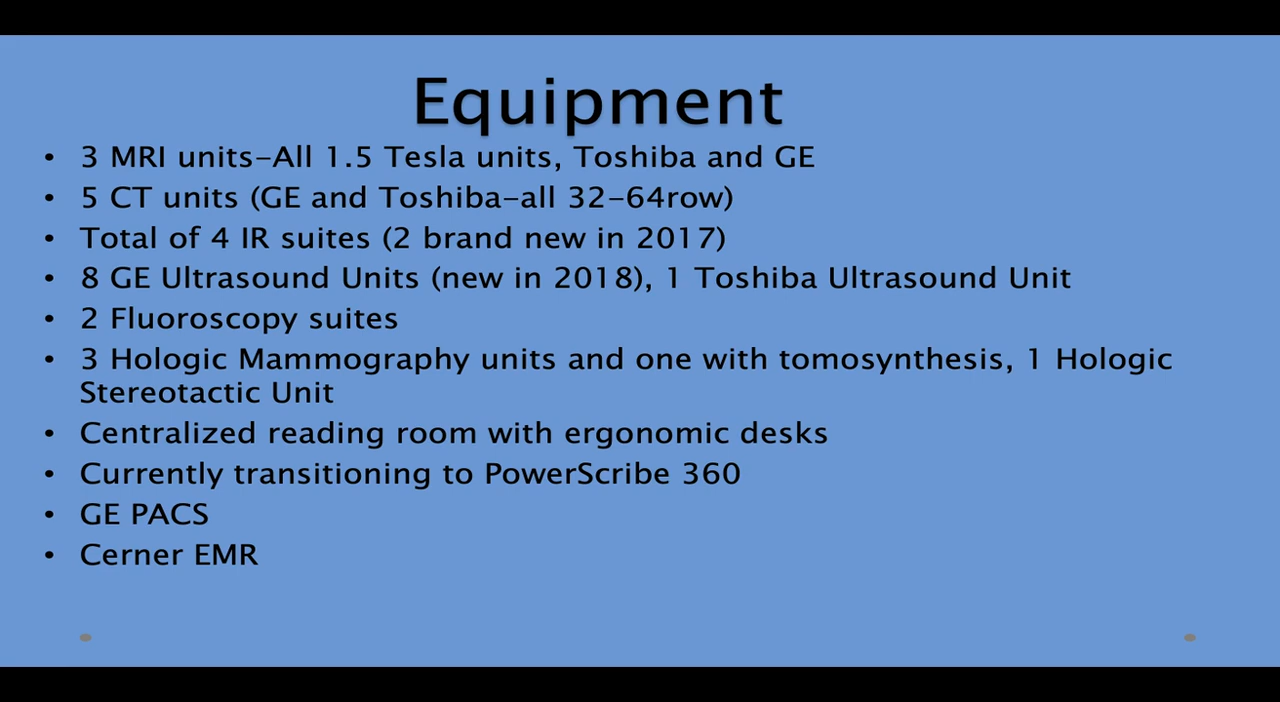 Equipment
• 3 MRI units-All 1.5 Tesla units, Toshiba and GE
• 5 CT units (GE and Toshiba-all 32-64row)
• Total of 4 IR suites (2 brand new in 2017)
• 8 GE Ultrasound Units (new in 2018), 1 Toshiba Ultrasound Unit
• 2 Fluoroscopy suites
• 3 Hologic Mammography units and one with tomosynthesis, 1 Hologic
Stereotactic Unit
• Centralized reading room with ergonomic desks
• Currently transitioning to PowerScribe 360
• GE PACS
• Cerner EMR